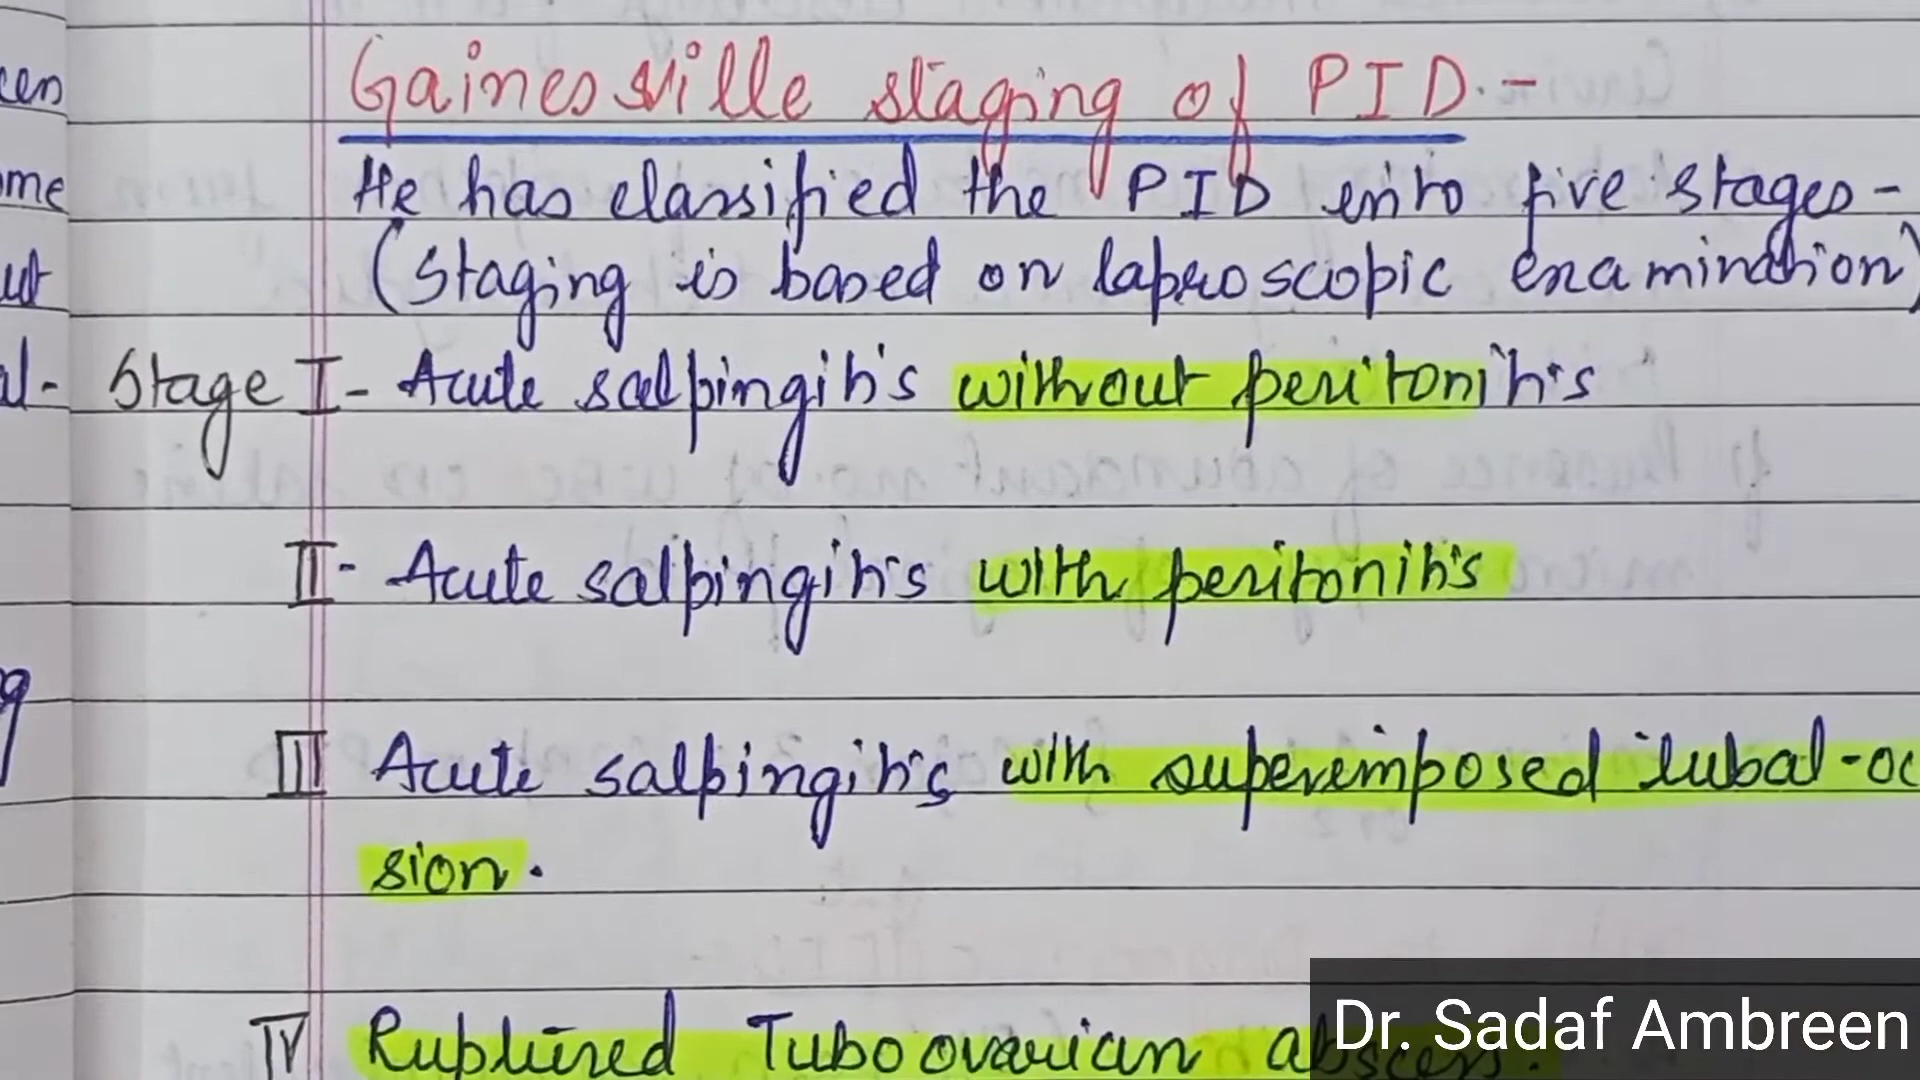 Gainesville staging of PID.-
He has classified the PID into five stages-
(Staging is based on laproscopic examination)
Stage I- Acute salpingitis without peritonitis
II- Acute salpingitis with peritonitis
III Acute salpingitis with superimposed tubal-oc
sion.
IV Ruptured Tuboovarian abscess.
Dr. Sadaf Ambreen